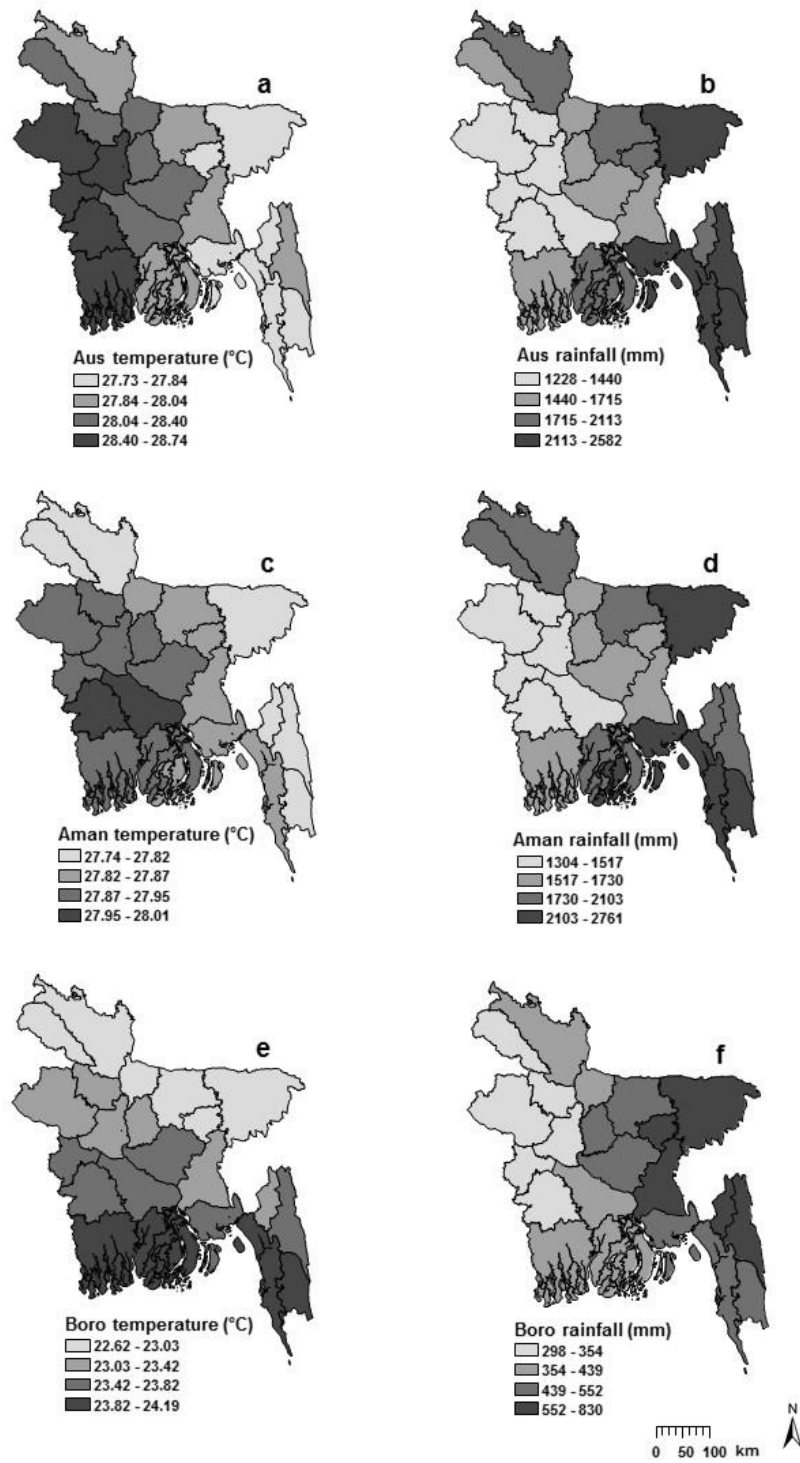 a
b
Aus temperature (°C)
27.73 - 27.84
27.84 - 28.04
28.04 - 28.40
28.40 - 28.74
Aus rainfall (mm)
1228 - 1440
1440 - 1715
1715 - 2113
2113 - 2582
c
d
Aman temperature (°C)
27.74 - 27.82
27.82 - 27.87
27.87 - 27.95
27.95 - 28.01
Aman rainfall (mm)
1304 - 1517
1517 - 1730
1730 - 2103
2103 - 2761
e
f
Boro temperature (°C)
22.62 - 23.03
23.03 - 23.42
23.42 - 23.82
23.82 - 24.19
Boro rainfall (mm)
298 - 354
354 - 439
439 - 552
552 - 830
N
0 50 100 km